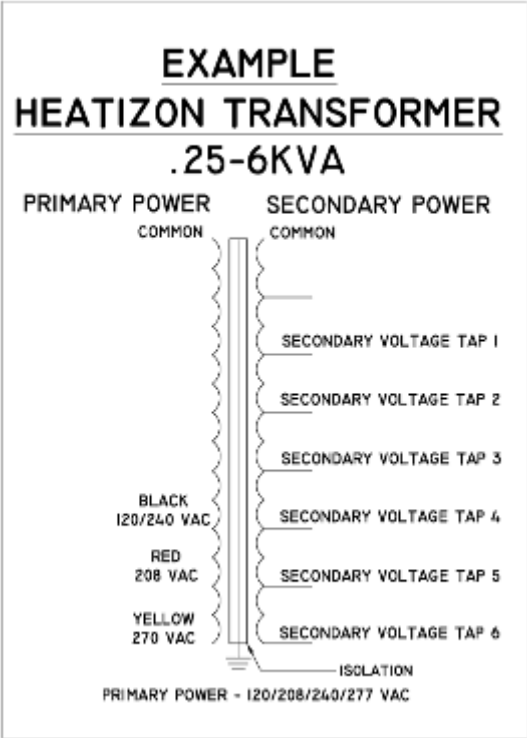 EXAMPLE
HEATIZON TRANSFORMER
.25-6KVA
PRIMARY POWER
SECONDARY POWER
COMMON
COMMON
SECONDARY VOLTAGE TAP 1
SECONDARY VOLTAGE TAP 2
SECONDARY VOLTAGE TAP 3
BLACK
120/240 VAC
SECONDARY VOLTAGE TAP 4
RED
208 VAC
SECONDARY VOLTAGE TAP 5
YELLOW
270 VAC
SECONDARY VOLTAGE TAP 6
ISOLATION
PRIMARY POWER - 120/208/240/277 VAC